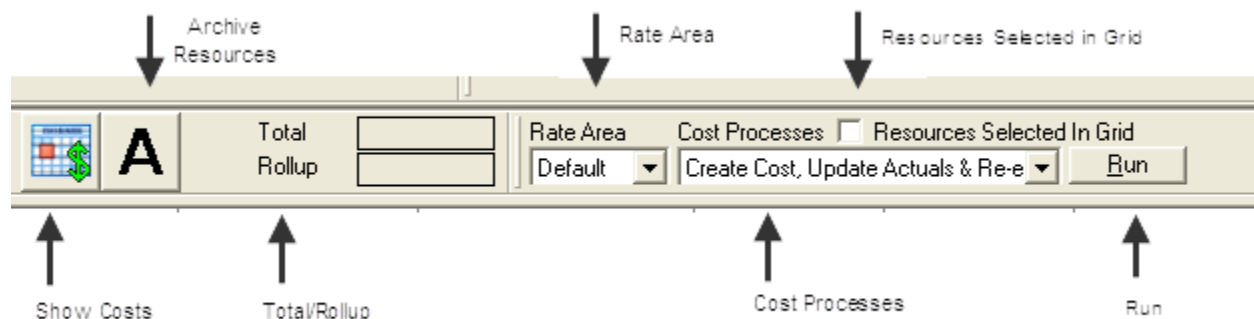 Archive
Resources
Rate Area
Resources Selected in Grid
A
Total
Rollup
Rate Area
Default
Cost Processes
Resources Selected In Grid
Create Cost, Update Actuals & Re-e
Run
Show Costs
Total/Rollup
Cost Processes
Run